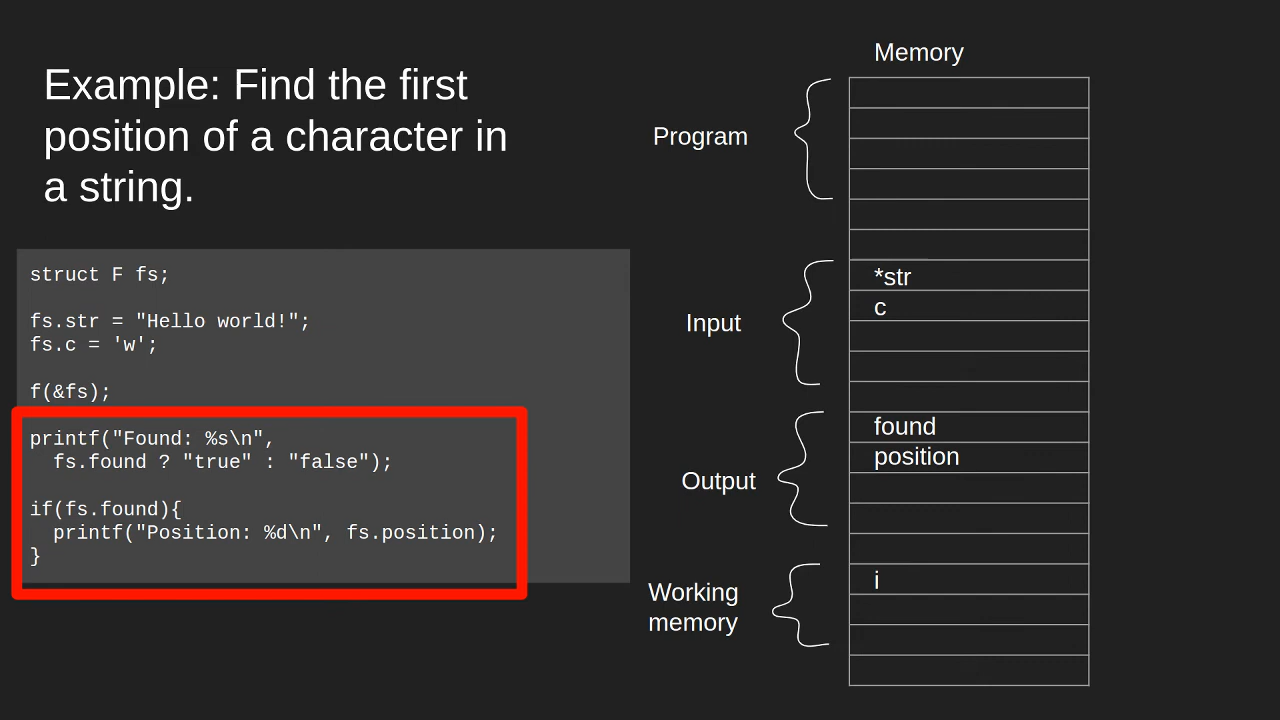 Example: Find the first
position of a character in
a string.
struct F fs;
fs.str = "Hello world!";
fs.c = 'w';
f(&fs);
printf("Found: %s\n",
  fs.found ? "true" : "false");
if(fs.found){
  printf("Position: %d\n", fs.position);
}
Memory
Program
Input
*str
c
Output
found
position
Working
memory
i